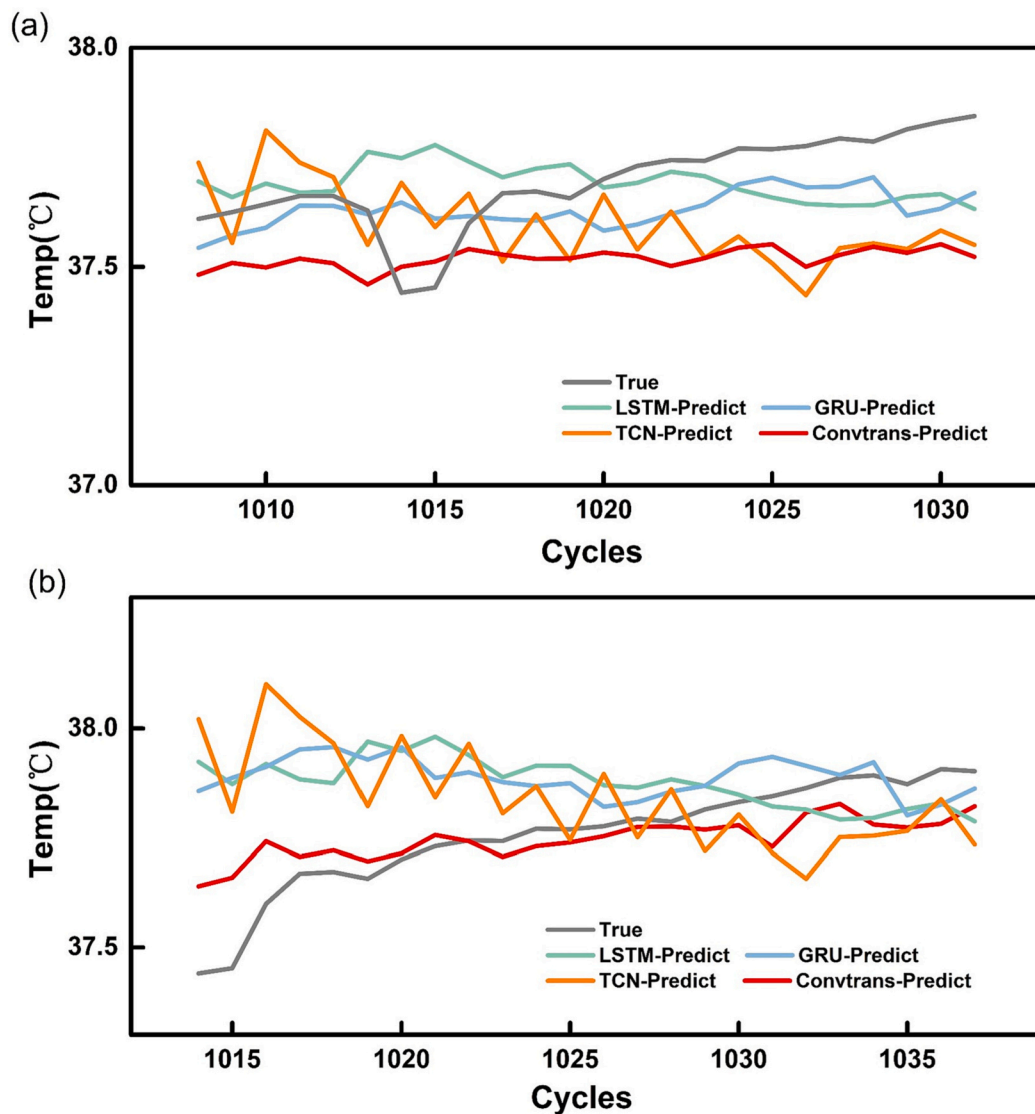 (a)
38.0
37.5
37.0
Temp(℃)
True
LSTM-Predict GRU-Predict
TCN-Predict Convtrans-Predict
1010 1015 1020 1025 1030
Cycles
(b)
38.0
37.5
Temp(℃)
True
LSTM-Predict GRU-Predict
TCN-Predict Convtrans-Predict
1015 1020 1025 1030 1035
Cycles